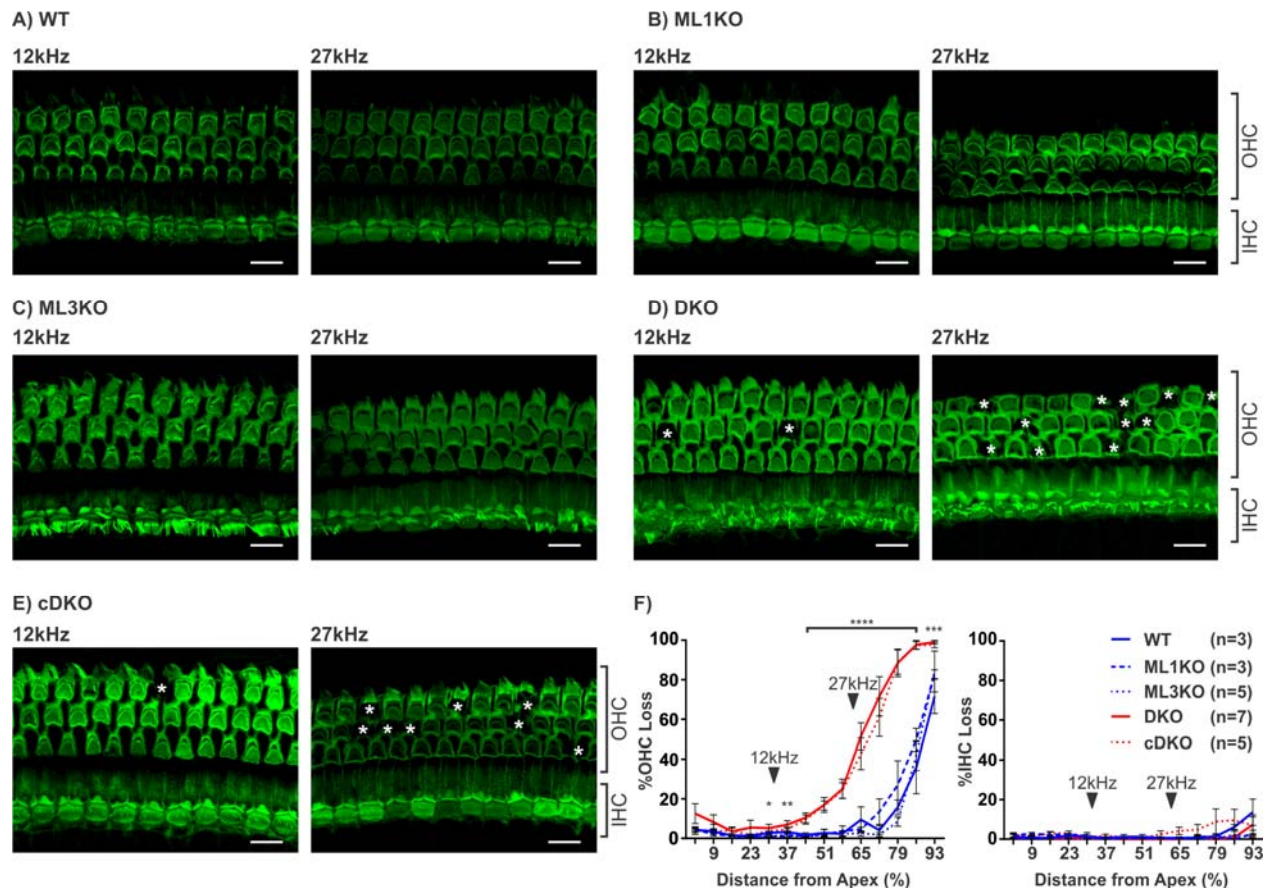 A) WT
12kHz
27kHz
B) ML1KO
12kHz
27kHz
OHC
IHC
C) ML3KO
12kHz
27kHz
D) DKO
12kHz
27kHz
*
*
*
*
*
*
*
*
*
*
*
*
OHC
IHC
E) cDKO
12kHz
27kHz
*
*
*
*
*
*
*
*
OHC
IHC
F)
%OHC Loss
100
80
60
40
20
0
****
***
27kHz
12kHz
*
**
9
23
37
51
65
79
93
Distance from Apex (%)
%IHC Loss
100
80
60
40
20
0
WT (n=3)
ML1KO (n=3)
ML3KO (n=5)
DKO (n=7)
cDKO (n=5)
12kHz
27kHz
9
23
37
51
65
79
93
Distance from Apex (%)